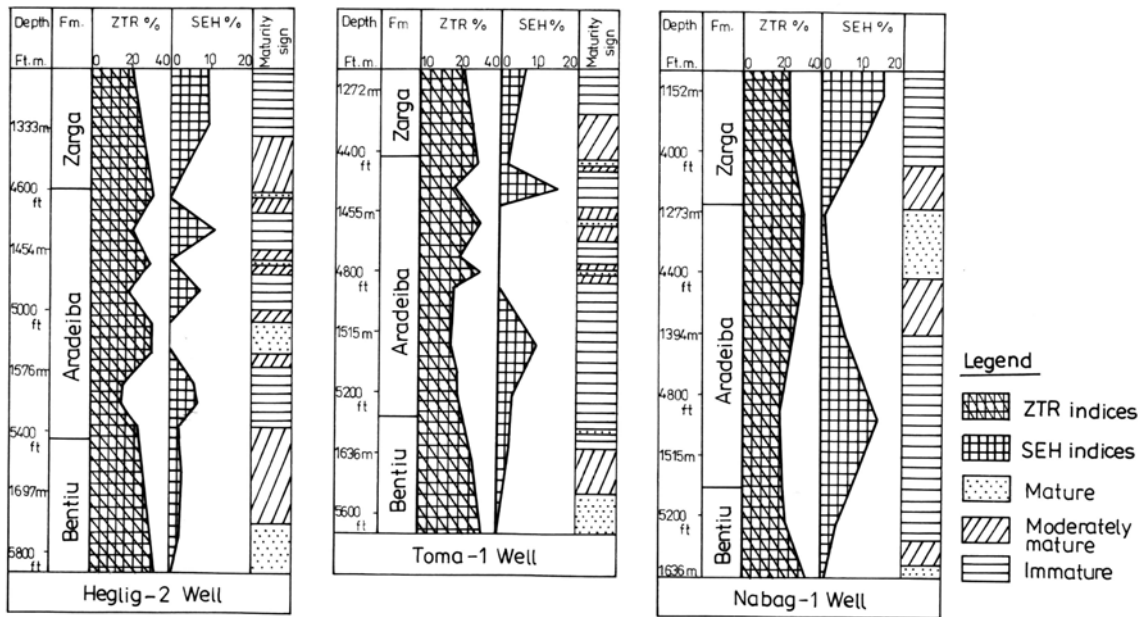 Depth Fm. ZTR % SEH % Maturity sign
Ft. m. 0 20 40 0 10 20
1333m
4600 ft
1454m
5000 ft
1576m
5400 ft
1697m
5800 ft
Zarga
Aradeiba
Bentiu
Heglig-2 Well
Depth Fm ZTR % SEH % Maturity sign
Ft. m. 10 20 40 0 10 20
1272m
4400 ft
1455m
4800 ft
1515m
5200 ft
1636m
5600 ft
Zarga
Aradeiba
Bentiu
Toma-1 Well
Depth Fm. ZTR % SEH %
Ft. m. 0 20 40 0 10 20
1152m
4000 ft
1273m
4400 ft
1394m
4800 ft
1515m
5200 ft
1636m
Zarga
Aradeiba
Bentiu
Nabag-1 Well
Legend
ZTR indices
SEH indices
Mature
Moderately
mature
Immature